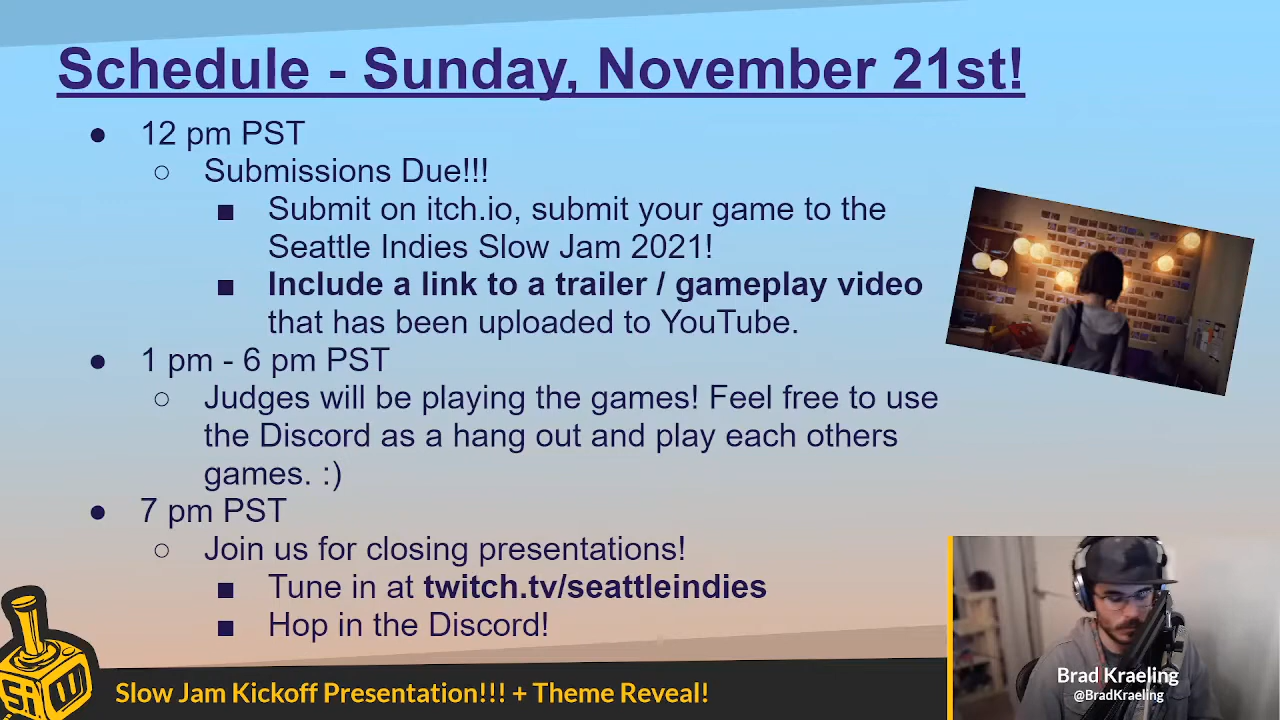 Schedule - Sunday, November 21st!
● 12 pm PST
○ Submissions Due!!!
■ Submit on itch.io, submit your game to the
Seattle Indies Slow Jam 2021!
■ Include a link to a trailer / gameplay video
that has been uploaded to YouTube.
● 1 pm - 6 pm PST
○ Judges will be playing the games! Feel free to use
the Discord as a hang out and play each others
games. :)
● 7 pm PST
○ Join us for closing presentations!
■ Tune in at twitch.tv/seattleindies
■ Hop in the Discord!
Slow Jam Kickoff Presentation!!! + Theme Reveal!
Brad Kraeling
@BradKraeling